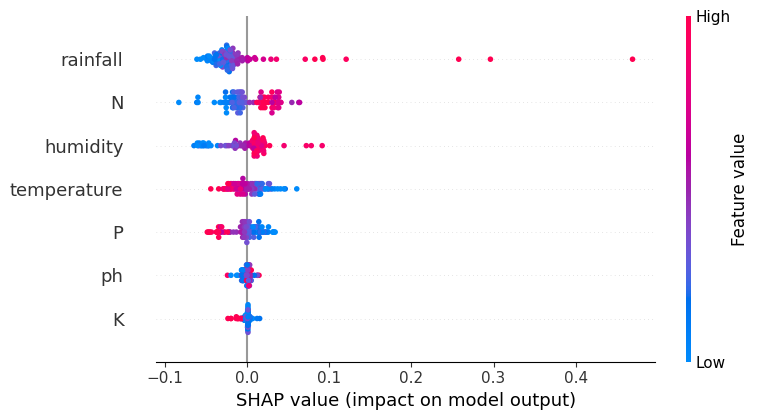 High
rainfall
N
humidity
temperature
P
ph
K
Low
Feature value
−0.1 0.0 0.1 0.2 0.3 0.4
SHAP value (impact on model output)